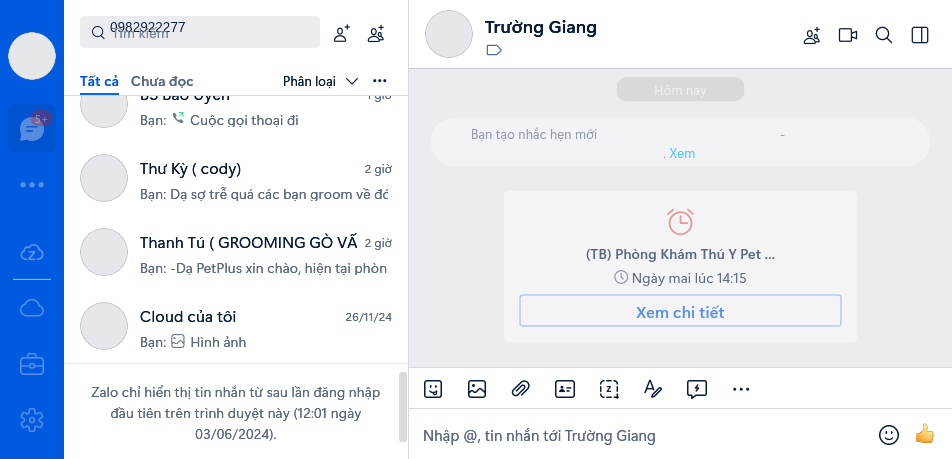 0982922277
Tìm kiếm
Tất cả
Chưa đọc
Phân loại
BS Bảo Uyên
1 giờ
Bạn: Cuộc gọi thoại đi
Thư Kỳ ( cody)
2 giờ
Bạn: Dạ sợ trễ quá các bạn groom về đó
Thanh Tú ( GROOMING GÒ VẤ
2 giờ
Bạn: -Dạ PetPlus xin chào, hiện tại phòn
Cloud của tôi
26/11/24
Bạn: Hình ảnh
Zalo chỉ hiển thị tin nhắn từ sau lần đăng nhập
đầu tiên trên trình duyệt này (12:01 ngày
03/06/2024).
5+
Trường Giang
Hôm nay
Bạn tạo nhắc hẹn mới -
. Xem
(TB) Phòng Khám Thú Y Pet ...
Ngày mai lúc 14:15
Xem chi tiết
Nhập @, tin nhắn tới Trường Giang